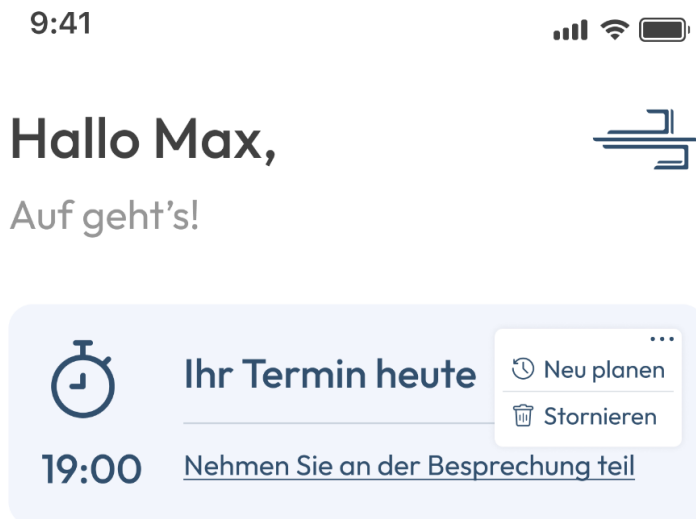 9:41
Hallo Max,
Auf geht’s!
Ihr Termin heute
Neu planen
Stornieren
19:00
Nehmen Sie an der Besprechung teil